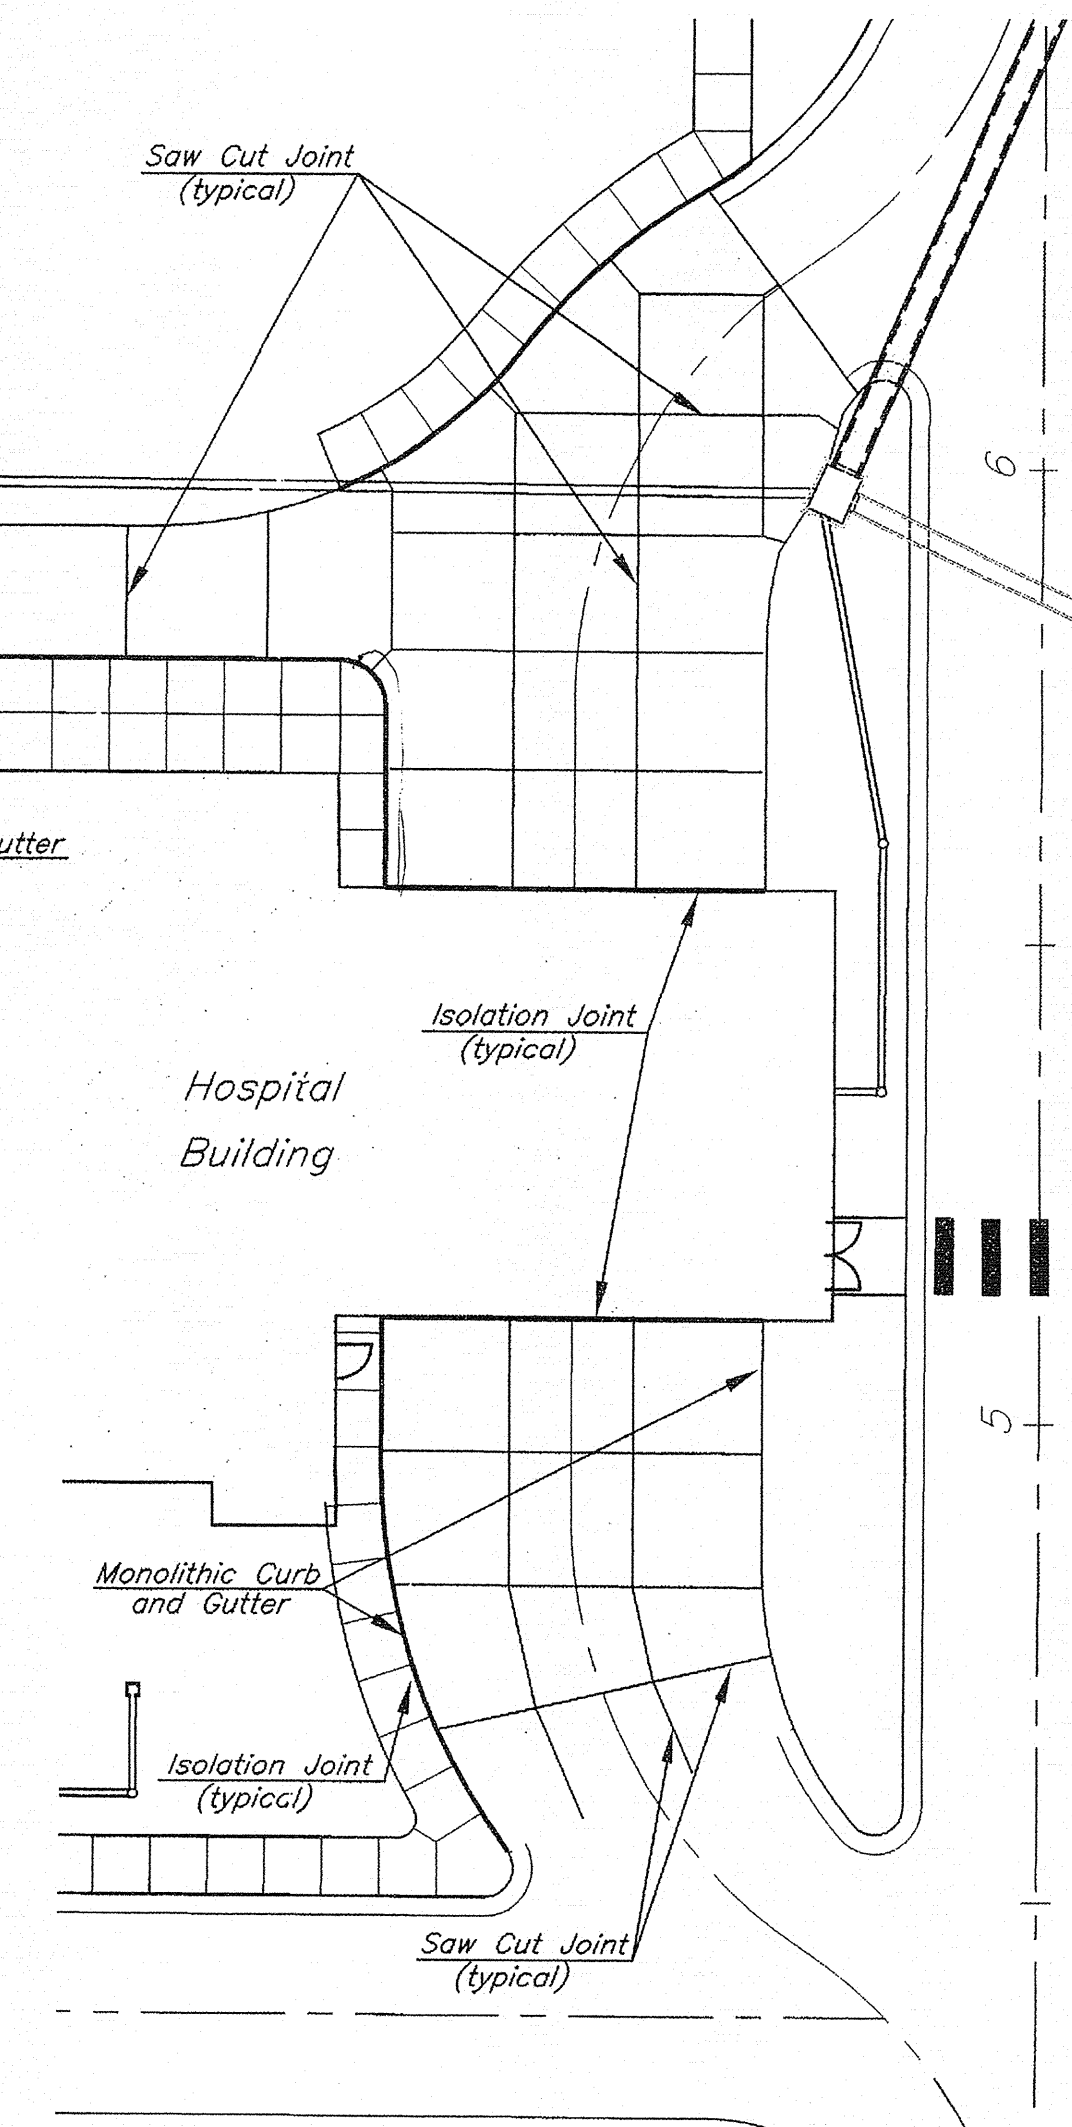 Saw Cut Joint
(typical)
6
utter
Isolation Joint
(typical)
Hospital
Building
5
Monolithic Curb
and Gutter
Isolation Joint
(typical)
Saw Cut Joint
(typical)